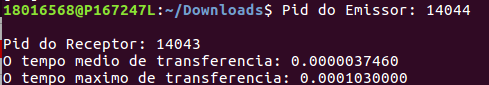 18016568@P167247L:~/Downloads$ Pid do Emissor: 14044
Pid do Receptor: 14043
O tempo medio de transferencia: 0.0000037460
O tempo maximo de transferencia: 0.0001030000